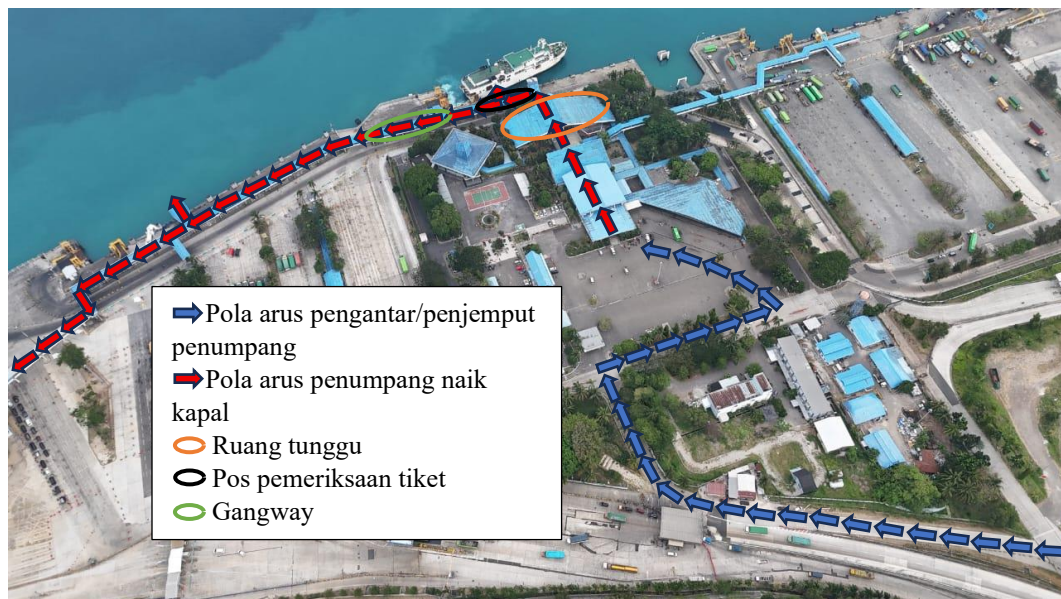 Pola arus pengantar/penjemput
penumpang
Pola arus penumpang naik
kapal
Ruang tunggu
Pos pemeriksaan tiket
Gangway